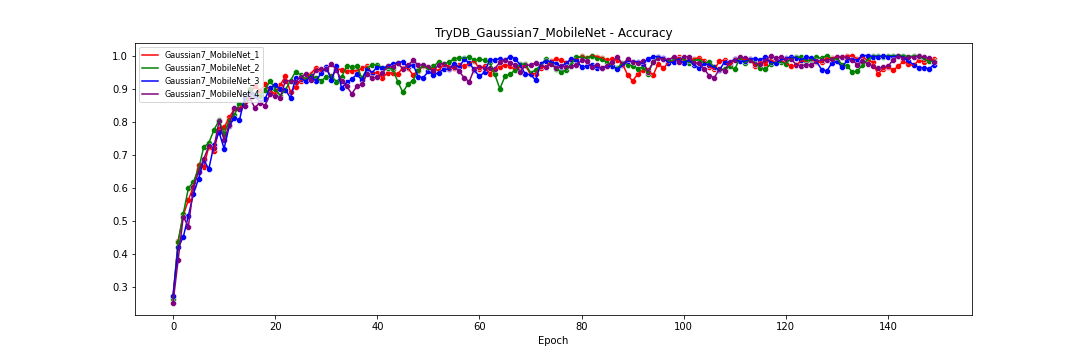 TryDB_Gaussian7_MobileNet - Accuracy
Gaussian7_MobileNet_1
Gaussian7_MobileNet_2
Gaussian7_MobileNet_3
Gaussian7_MobileNet_4
1.0
0.9
0.8
0.7
0.6
0.5
0.4
0.3
0 20 40 60 80 100 120 140
Epoch